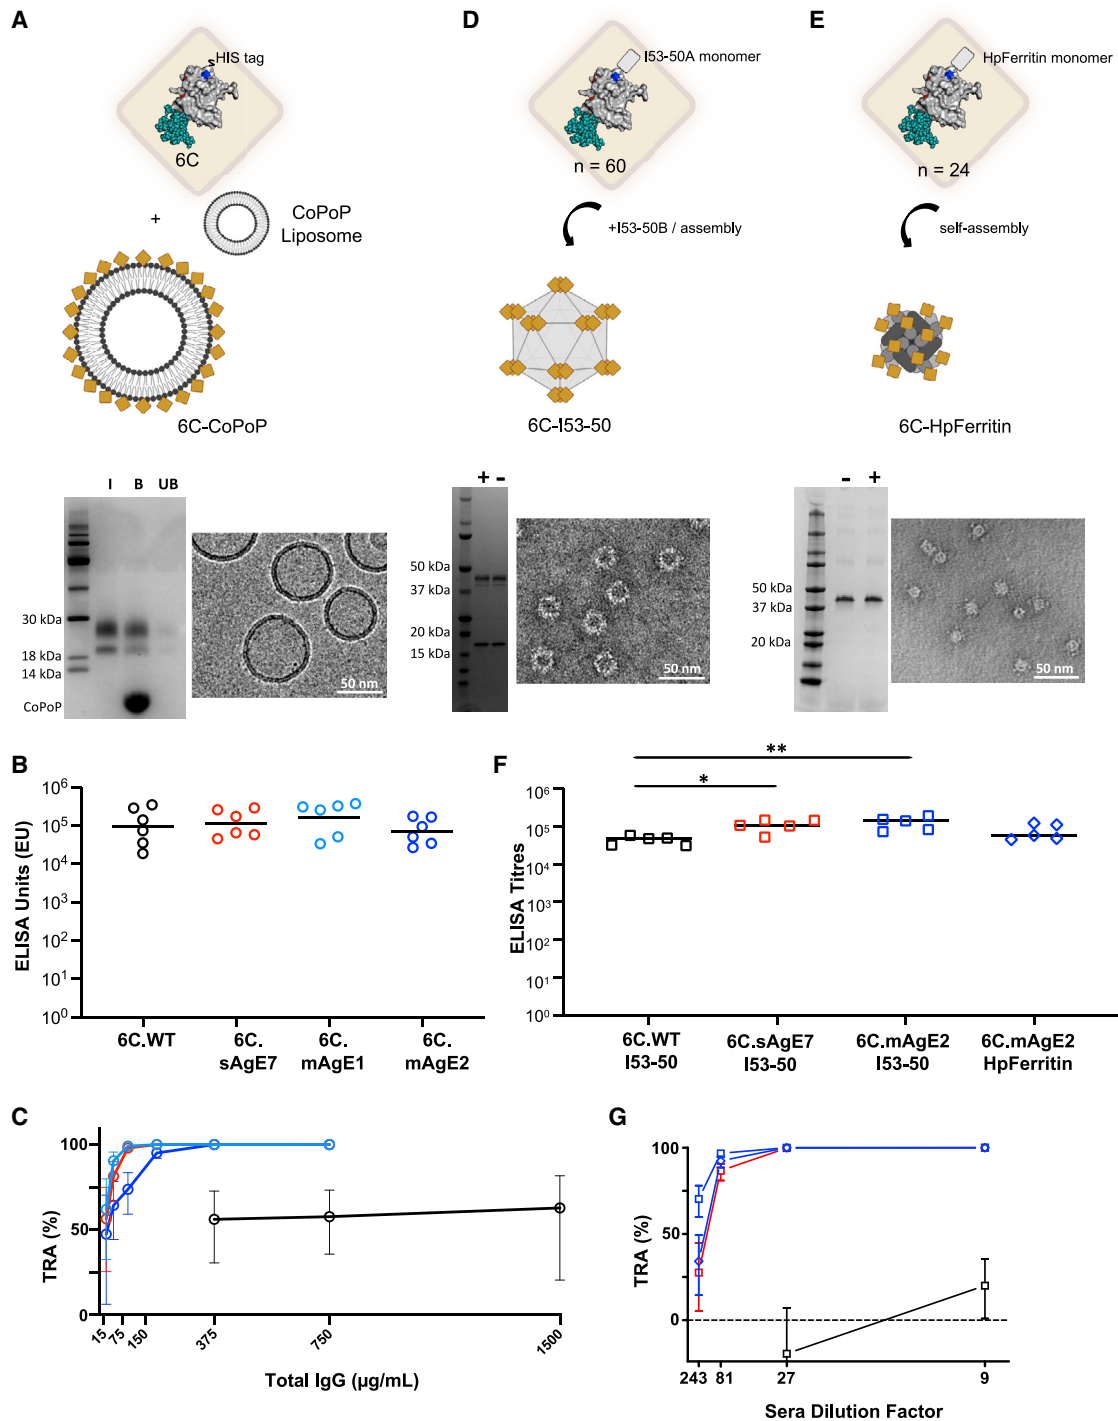 A
HIS tag
6C
+
CoPoP
Liposome
6C-CoPoP
I B UB
30 kDa
18 kDa
14 kDa
CoPoP
50 nm
D
I53-50A monomer
n = 60
+I53-50B / assembly
6C-I53-50
+ -
50 kDa
37 kDa
20 kDa
15 kDa
50 nm
E
HpFerritin monomer
n = 24
self-assembly
6C-HpFerritin
- +
50 kDa
37 kDa
20 kDa
50 nm
B
ELISA Units (EU)
10⁶
10⁵
10⁴
10³
10²
10¹
10⁰
6C.WT
6C.
sAgE7
6C.
mAgE1
6C.
mAgE2
F
**
*
ELISA Titres
10⁶
10⁵
10⁴
10³
10²
10¹
10⁰
6C.WT
I53-50
6C.sAgE7
I53-50
6C.mAgE2
I53-50
6C.mAgE2
HpFerritin
C
TRA (%)
100
50
0
15 75 150 375 750 1500
Total IgG (µg/mL)
G
TRA (%)
100
50
0
243 81 27 9
Sera Dilution Factor